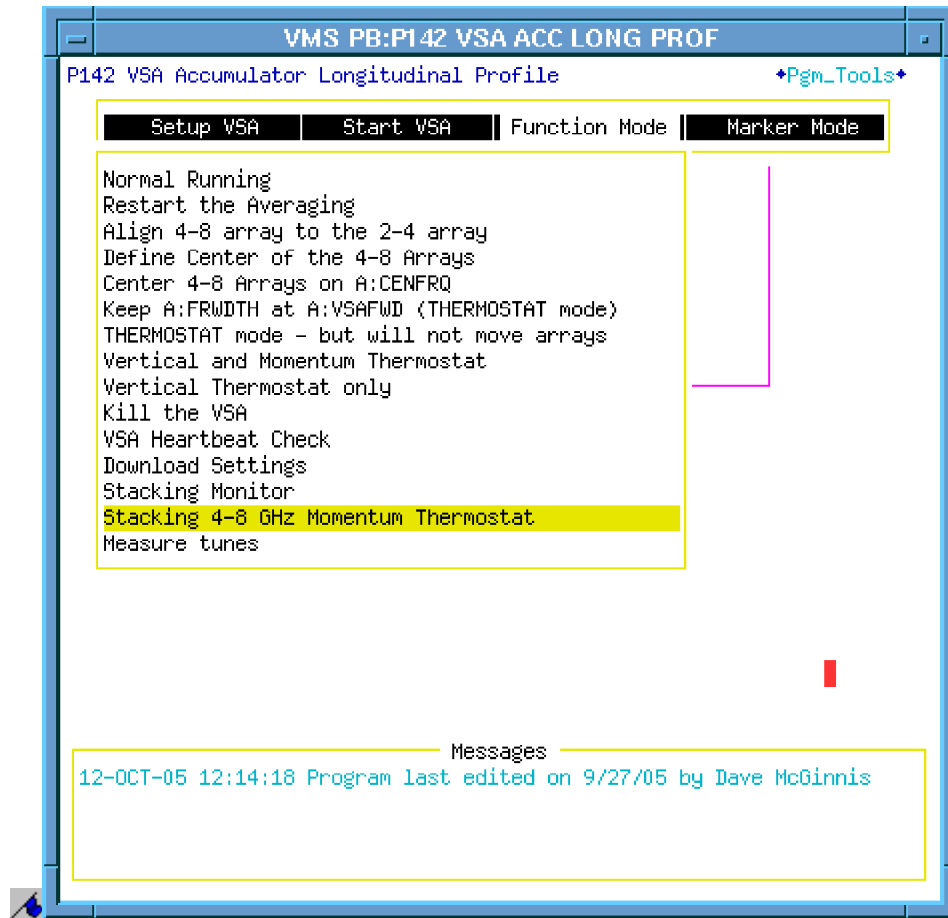 VMS PB:P142 VSA ACC LONG PROF
P142 VSA Accumulator Longitudinal Profile ♦Pgm_Tools♦
Setup VSA Start VSA Function Mode Marker Mode
Normal Running
Restart the Averaging
Align 4-8 array to the 2-4 array
Define Center of the 4-8 Arrays
Center 4-8 Arrays on A:CENFRQ
Keep A:FRWDTH at A:VSAFWD (THERMOSTAT mode)
THERMOSTAT mode - but will not move arrays
Vertical and Momentum Thermostat
Vertical Thermostat only
Kill the VSA
VSA Heartbeat Check
Download Settings
Stacking Monitor
Stacking 4-8 GHz Momentum Thermostat
Measure tunes
Messages
12-OCT-05 12:14:18 Program last edited on 9/27/05 by Dave McGinnis